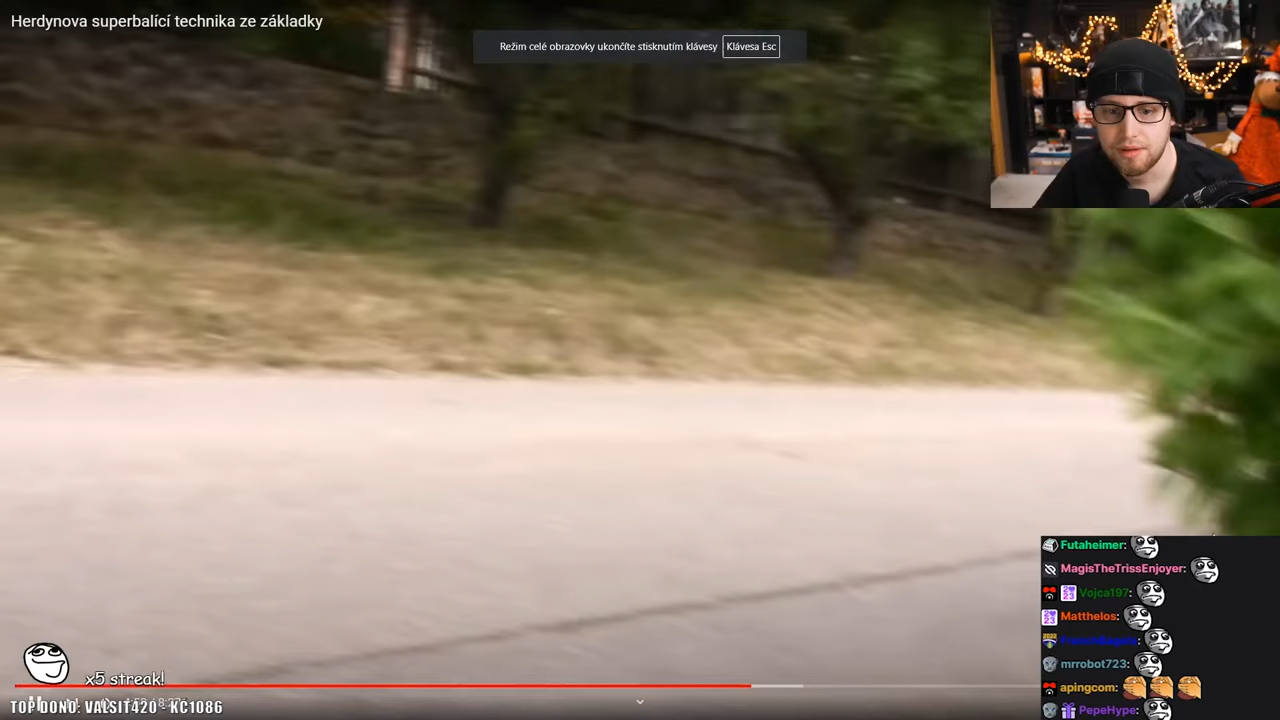 Herdynova superbalící technika ze základky
Režim celé obrazovky ukončíte stisknutím klávesy Klávesa Esc
Futaheimer:
MagisTheTrissEnjoyer:
Vojca197:
Matthelos:
mrrobot723:
apingcom:
PepeHype:
x5 streak!
TOP DONO: VALSIT420 - KČ1086